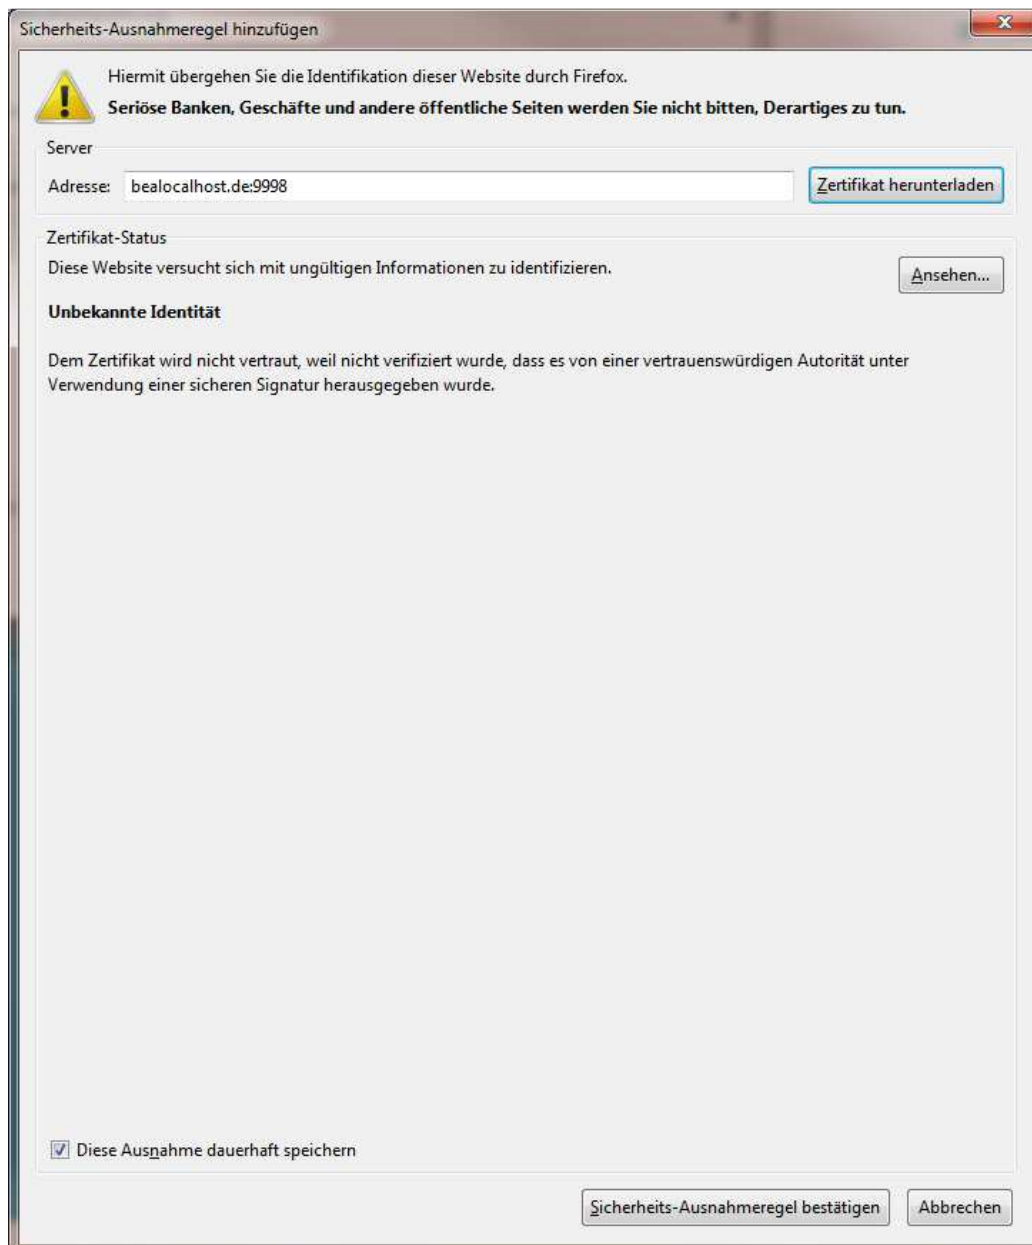 Sicherheits-Ausnahmeregel hinzufügen
Hiermit übergehen Sie die Identifikation dieser Website durch Firefox.
Seriöse Banken, Geschäfte und andere öffentliche Seiten werden Sie nicht bitten, Derartiges zu tun.
Server
Adresse: bealocalhost.de:9998 Zertifikat herunterladen
Zertifikat-Status
Diese Website versucht sich mit ungültigen Informationen zu identifizieren. Ansehen...
Unbekannte Identität
Dem Zertifikat wird nicht vertraut, weil nicht verifiziert wurde, dass es von einer vertrauenswürdigen Autorität unter
Verwendung einer sicheren Signatur herausgegeben wurde.
Diese Ausnahme dauerhaft speichern
Sicherheits-Ausnahmeregel bestätigen Abbrechen